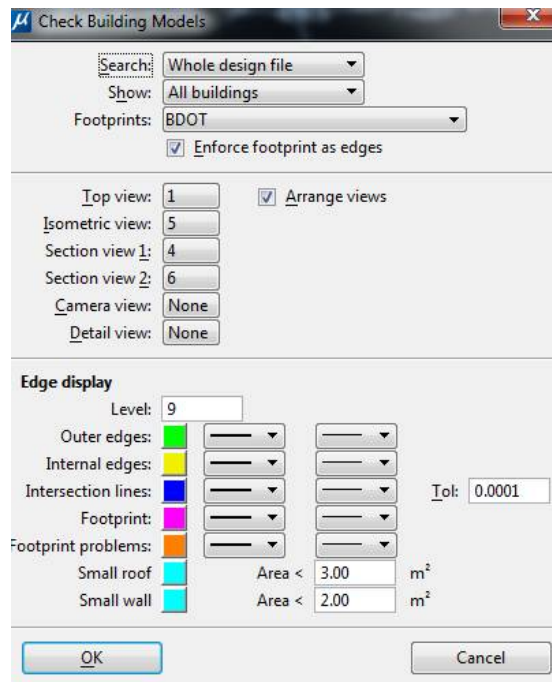 Check Building Models
Search: Whole design file
Show: All buildings
Footprints: BDOT
Enforce footprint as edges
Top view: 1 Arrange views
Isometric view: 5
Section view 1: 4
Section view 2: 6
Camera view: None
Detail view: None
Edge display
Level: 9
Outer edges:
Internal edges:
Intersection lines: Tol: 0.0001
Footprint:
Footprint problems:
Small roof Area < 3.00 m²
Small wall Area < 2.00 m²
OK Cancel